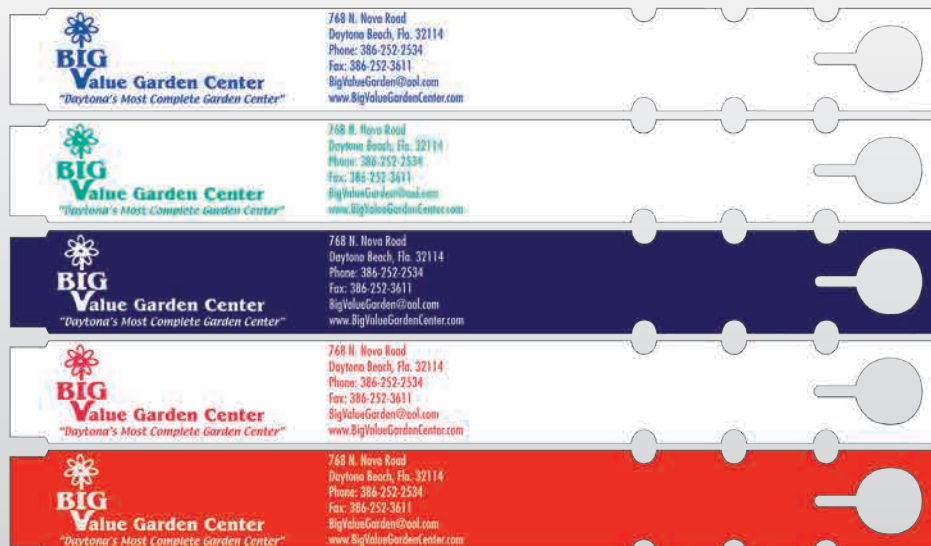 BIG
Value Garden Center
"Daytona's Most Complete Garden Center"
768 N. Nova Road
Daytona Beach, Fla. 32114
Phone: 386-252-2534
Fax: 386-252-3611
BigValueGarden@aol.com
www.BigValueGardenCenter.com
BIG
Value Garden Center
"Daytona's Most Complete Garden Center"
768 N. Nova Road
Daytona Beach, Fla. 32114
Phone: 386-252-2534
Fax: 386-252-3611
BigValueGarden@aol.com
www.BigValueGardenCenter.com
BIG
Value Garden Center
"Daytona's Most Complete Garden Center"
768 N. Nova Road
Daytona Beach, Fla. 32114
Phone: 386-252-2534
Fax: 386-252-3611
BigValueGarden@aol.com
www.BigValueGardenCenter.com
BIG
Value Garden Center
"Daytona's Most Complete Garden Center"
768 N. Nova Road
Daytona Beach, Fla. 32114
Phone: 386-252-2534
Fax: 386-252-3611
BigValueGarden@aol.com
www.BigValueGardenCenter.com
BIG
Value Garden Center
"Daytona's Most Complete Garden Center"
768 N. Nova Road
Daytona Beach, Fla. 32114
Phone: 386-252-2534
Fax: 386-252-3611
BigValueGarden@aol.com
www.BigValueGardenCenter.com